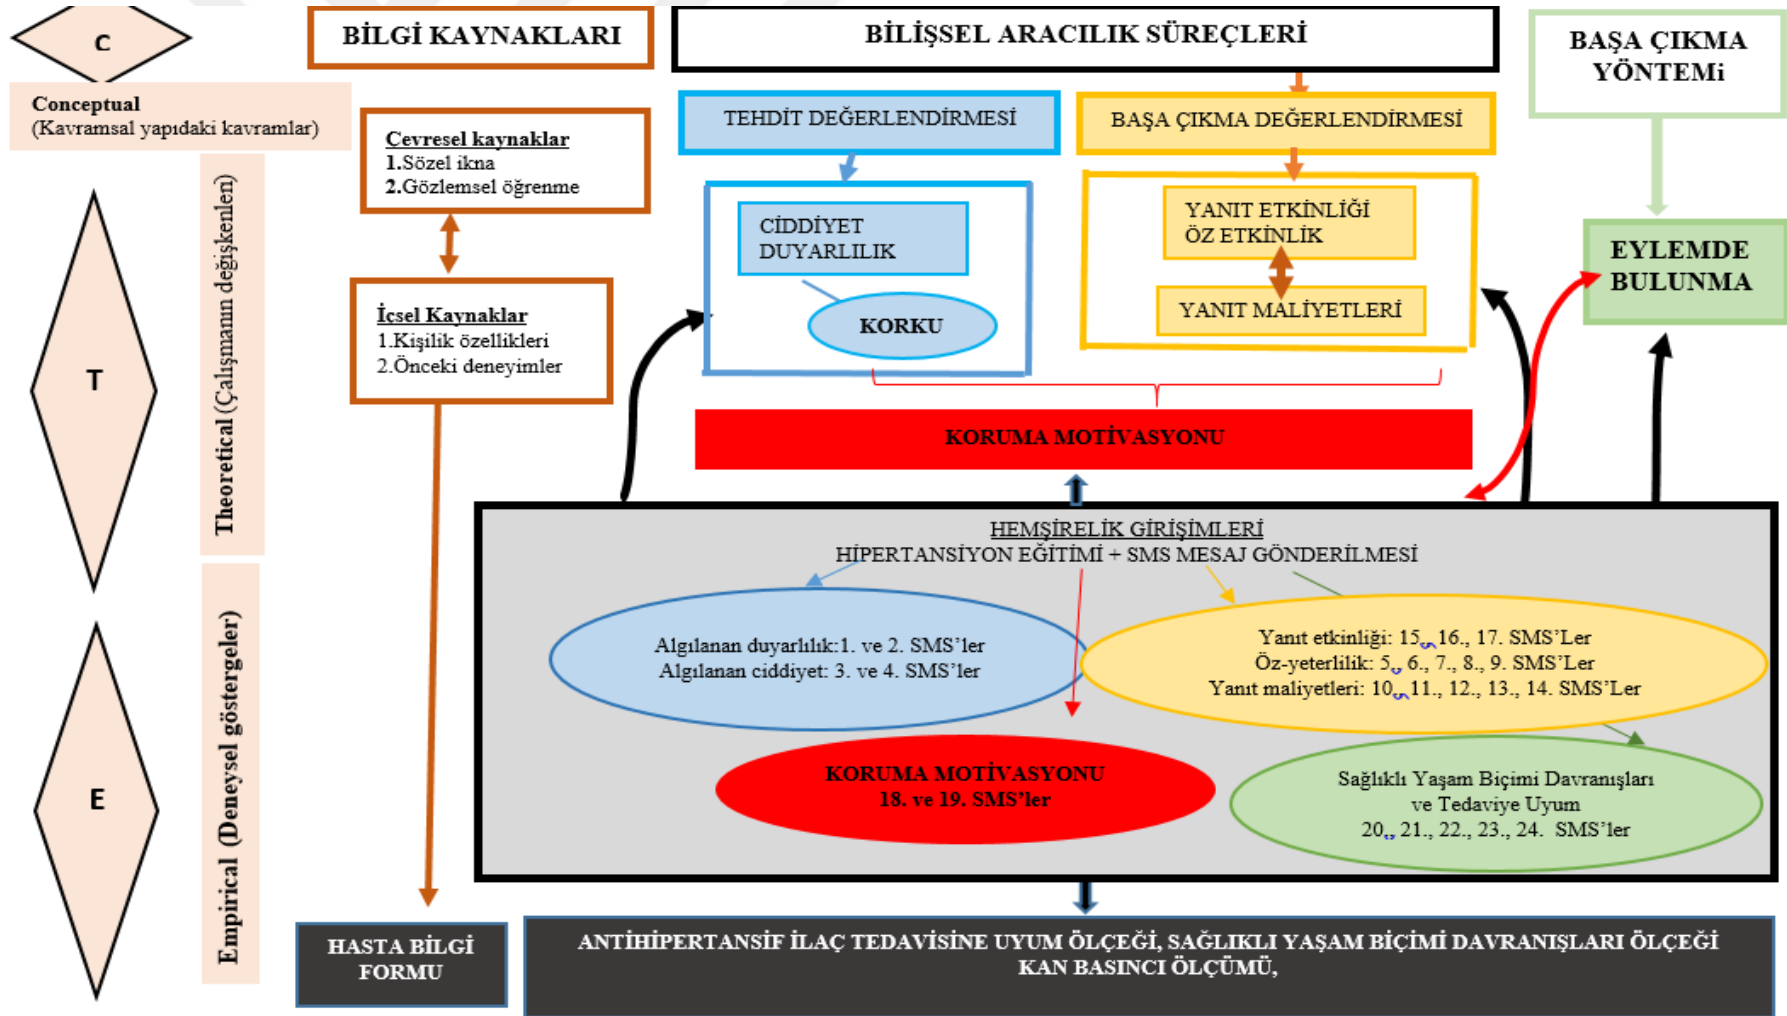 C
Conceptual
(Kavramsal yapıdaki kavramlar)
T
Theoretical (Çalışmanın değişkenlen)
E
Empirical (Deneysel göstergeler)
BİLGİ KAYNAKLARI
Çevresel kaynaklar
1.Sözel ikna
2.Gözlemsel öğrenme
İçsel Kaynaklar
1.Kişilik özellikleri
2.Önceki deneyimler
BİLİŞSEL ARACILIK SÜREÇLERİ
TEHDİT DEĞERLENDİRMESİ
CİDDİYET
DUYARLILIK
KORKU
BAŞA ÇIKMA DEĞERLENDİRMESİ
YANIT ETKİNLİĞİ
ÖZ ETKİNLİK
YANIT MALİYETLERİ
BAŞA ÇIKMA
YÖNTEMi
EYLEMDE
BULUNMA
KORUMA MOTİVASYONU
HEMŞİRELİK GİRİŞİMLERİ
HİPERTANSİYON EĞİTİMİ + SMS MESAJ GÖNDERİLMESİ
Algılanan duyarlılık:1. ve 2. SMS’ler
Algılanan ciddiyet: 3. ve 4. SMS’ler
Yanıt etkinliği: 15., 16., 17. SMS’Ler
Öz-yeterlilik: 5., 6., 7., 8., 9. SMS’Ler
Yanıt maliyetleri: 10., 11., 12., 13., 14. SMS’Ler
KORUMA MOTİVASYONU
18. ve 19. SMS’ler
Sağlıklı Yaşam Biçimi Davranışları
ve Tedaviye Uyum
20., 21., 22., 23., 24. SMS’ler
HASTA BİLGİ
FORMU
ANTİHİPERTANSİF İLAÇ TEDAVİSİNE UYUM ÖLÇEĞİ, SAĞLIKLI YAŞAM BİÇİMİ DAVRANIŞLARI ÖLÇEĞİ
KAN BASINCI ÖLÇÜMÜ,